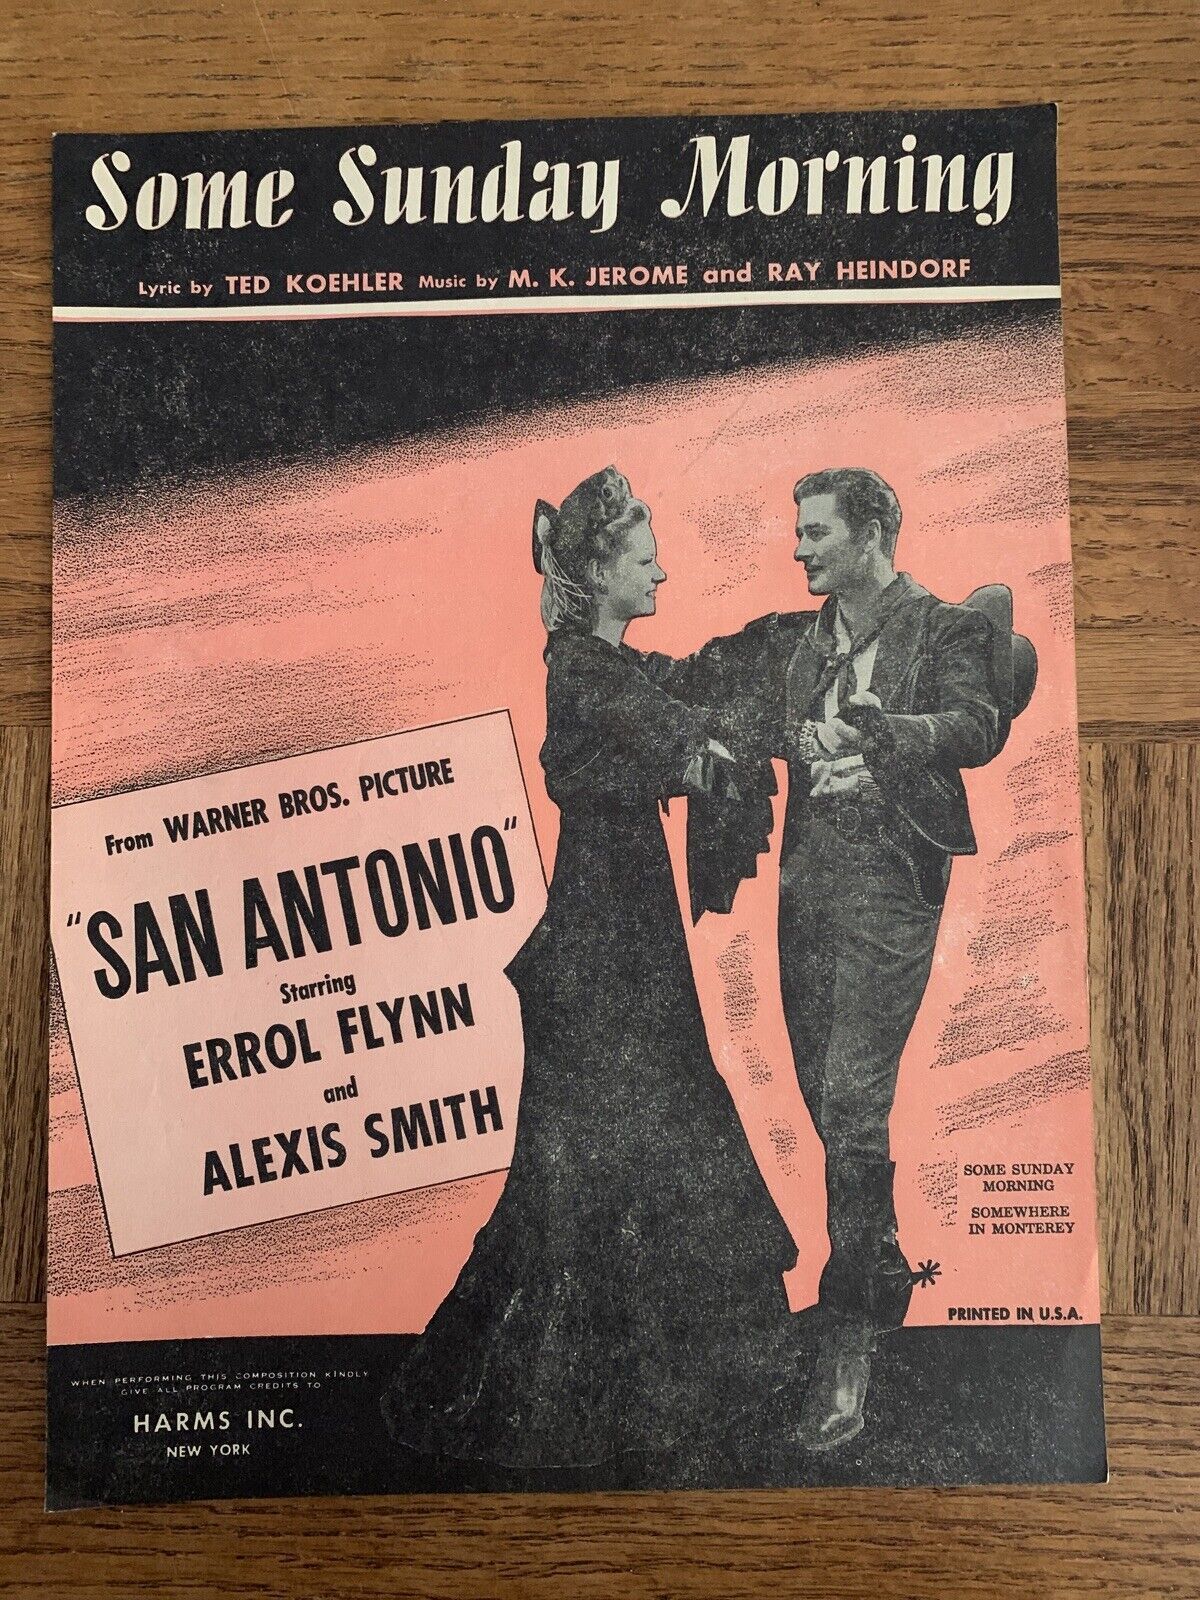 Some Sunday Morning
Lyric by TED KOEHLER Music by M. K. JEROME and RAY HEINDORF
From WARNER BROS. PICTURE
"SAN ANTONIO"
Starring
ERROL FLYNN
and
ALEXIS SMITH
SOME SUNDAY
MORNING
SOMEWHERE
IN MONTEREY
PRINTED IN U.S.A.
WHEN PERFORMING THIS COMPOSITION KINDLY
GIVE ALL PROGRAM CREDITS TO
HARMS INC.
NEW YORK